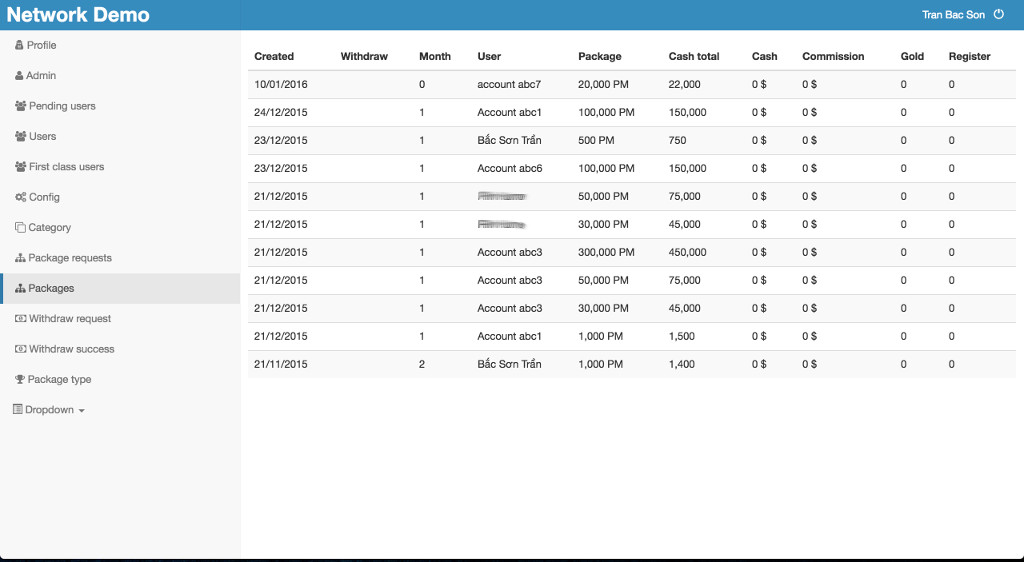 Network Demo
Tran Bac Son
Profile
Admin
Pending users
Users
First class users
Config
Category
Package requests
Packages
Withdraw request
Withdraw success
Package type
Dropdown
Created Withdraw Month User Package Cash total Cash Commission Gold Register
10/01/2016 0 account abc7 20,000 PM 22,000 0 $ 0 $ 0 0
24/12/2015 1 Account abc1 100,000 PM 150,000 0 $ 0 $ 0 0
23/12/2015 1 Bắc Sơn Trần 500 PM 750 0 $ 0 $ 0 0
23/12/2015 1 Account abc6 100,000 PM 150,000 0 $ 0 $ 0 0
21/12/2015 1 50,000 PM 75,000 0 $ 0 $ 0 0
21/12/2015 1 30,000 PM 45,000 0 $ 0 $ 0 0
21/12/2015 1 Account abc3 300,000 PM 450,000 0 $ 0 $ 0 0
21/12/2015 1 Account abc3 50,000 PM 75,000 0 $ 0 $ 0 0
21/12/2015 1 Account abc3 30,000 PM 45,000 0 $ 0 $ 0 0
21/12/2015 1 Account abc1 1,000 PM 1,500 0 $ 0 $ 0 0
21/11/2015 2 Bắc Sơn Trần 1,000 PM 1,400 0 $ 0 $ 0 0